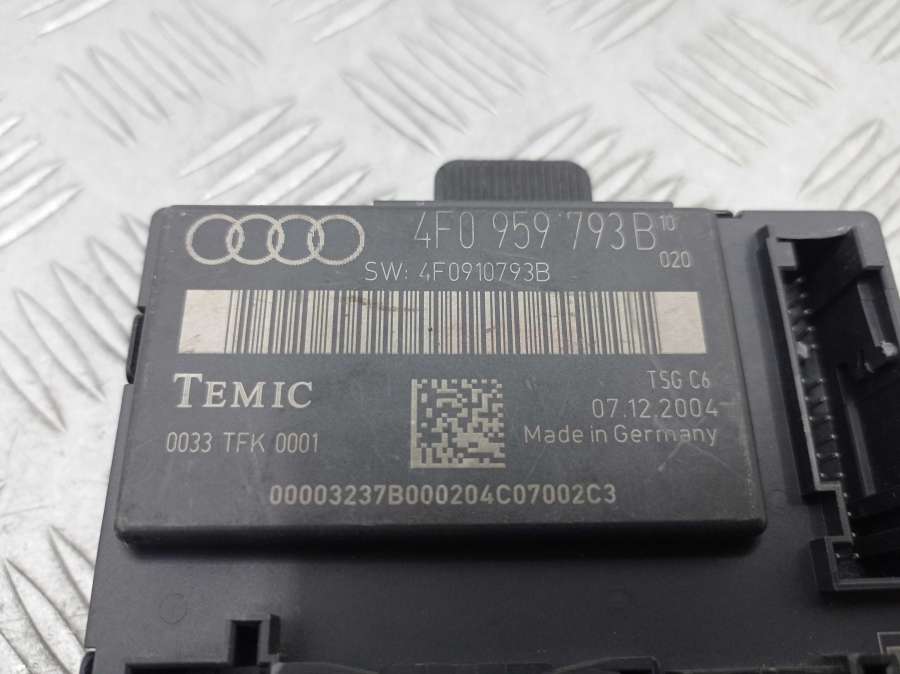 4F0 959 793B 10
020
SW: 4F0910793B
TEMIC
TSG C6
07.12.2004
0033 TFK 0001
Made in Germany
00003237B000204C07002C3